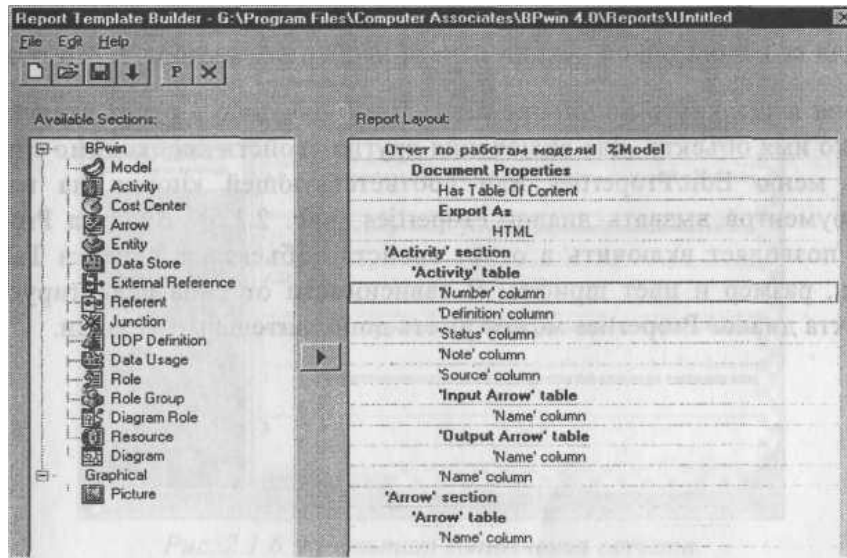 Report Template Builder - G:\Program Files\Computer Associates\BPwin 4.0\Reports\Untitled
File Edit Help
P
Available Sections:
BPwin
Model
Activity
Cost Center
Arrow
Entity
Data Store
External Reference
Referent
Junction
UDP Definition
Data Usage
Role
Role Group
Diagram Role
Resource
Diagram
Graphical
Picture
Report Layout:
Отчет по работам модели %Model
Document Properties
Has Table Of Content
Export As
HTML
'Activity' section
'Activity' table
'Number' column
'Definition' column
'Status' column
'Note' column
'Source' column
'Input Arrow' table
'Name' column
'Output Arrow' table
'Name' column
'Name' column
'Arrow' section
'Arrow' table
'Name' column